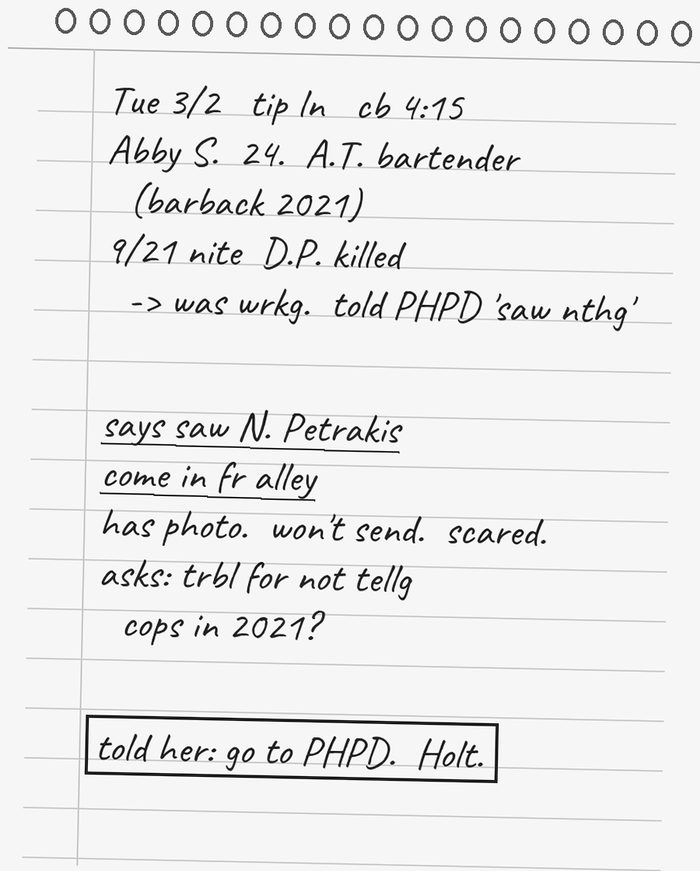 Tue 3/2 tip ln cb 4:15
Abby S. 24. A.T. bartender
(barback 2021)
9/21 nite D.P. killed
-> was wrkg. told PHPD 'saw nthg'
says saw N. Petrakis
come in fr alley
has photo. won't send. scared.
asks: trbl for not tellg
cops in 2021?
told her: go to PHPD. Holt.